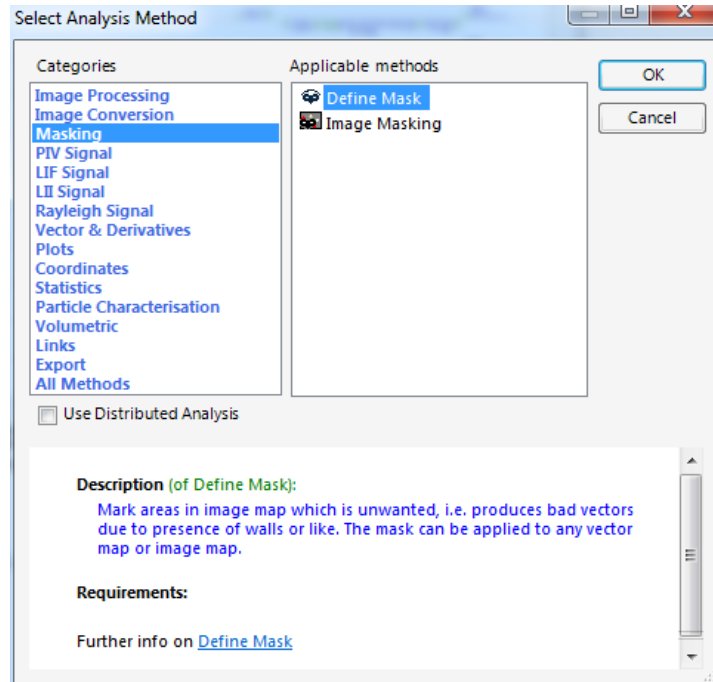 Select Analysis Method
Categories
Applicable methods
OK
Cancel
Image Processing
Image Conversion
Masking
PIV Signal
LIF Signal
LII Signal
Rayleigh Signal
Vector & Derivatives
Plots
Coordinates
Statistics
Particle Characterisation
Volumetric
Links
Export
All Methods
Define Mask
Image Masking
Use Distributed Analysis
Description (of Define Mask):
Mark areas in image map which is unwanted, i.e. produces bad vectors
due to presence of walls or like. The mask can be applied to any vector
map or image map.
Requirements:
Further info on Define Mask